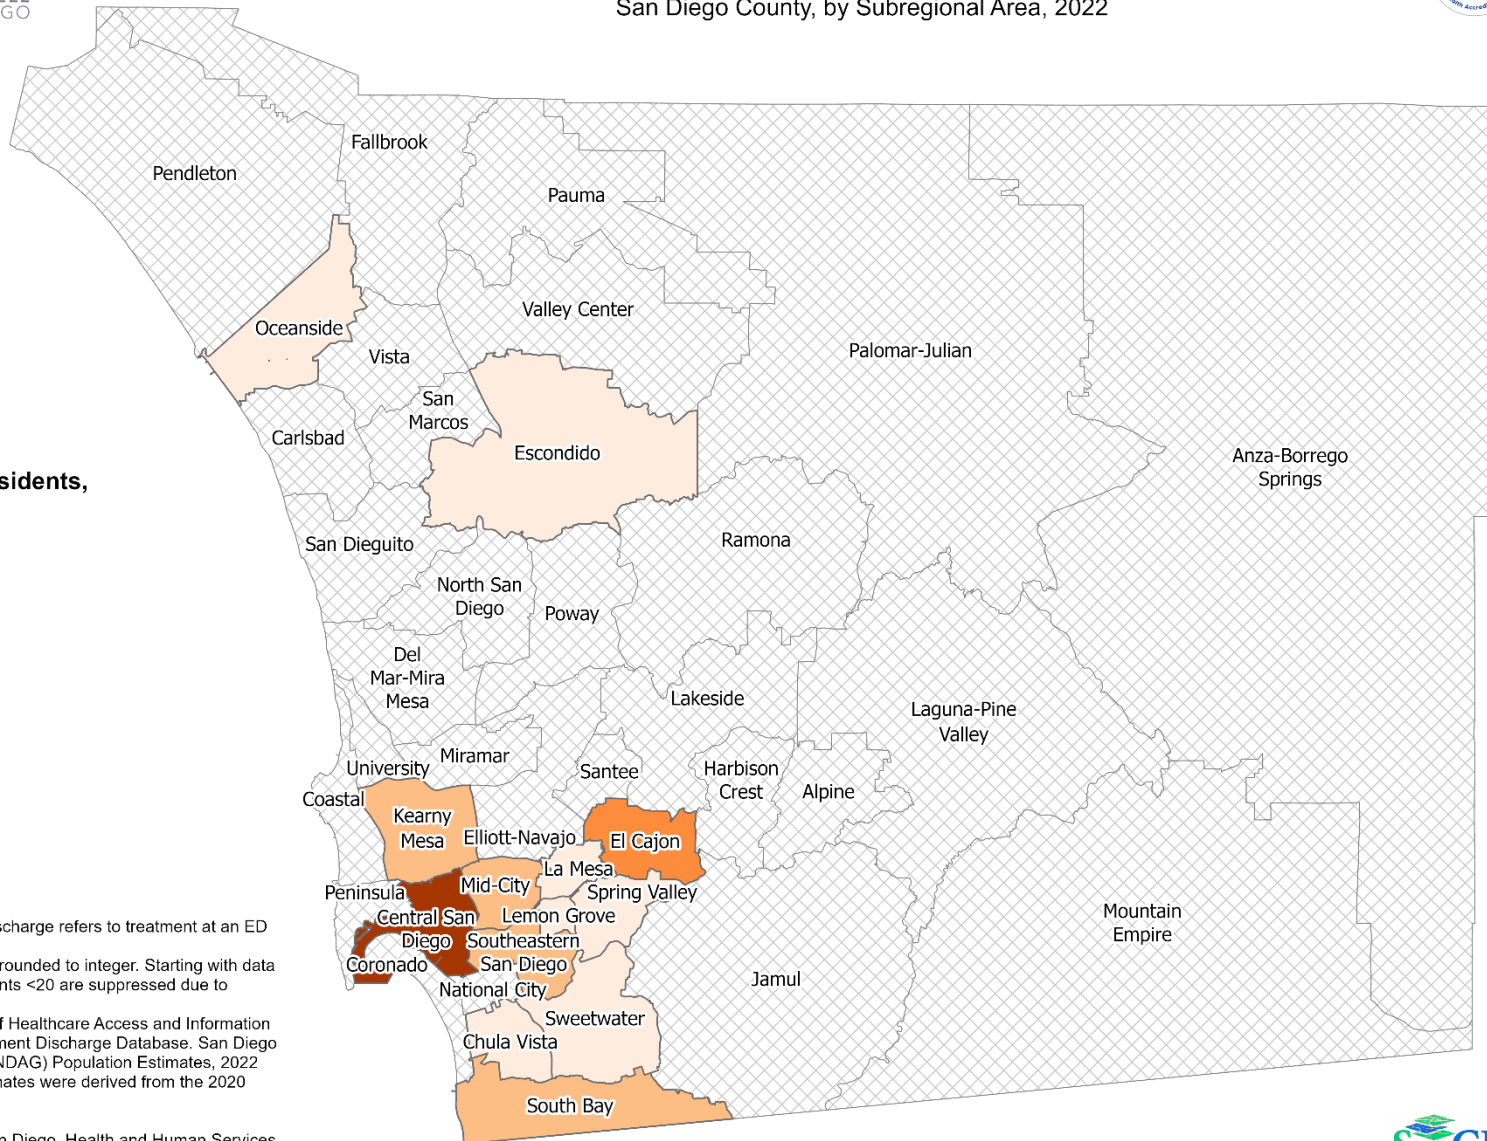 GO
San Diego County, by Subregional Area, 2022
Fallbrook
Pendleton
Pauma
Valley Center
Oceanside
Vista
Palomar-Julian
San
Marcos
Carlsbad
Escondido
Anza-Borrego
Springs
sidents,
San Dieguito
Ramona
North San
Diego
Poway
Del
Mar-Mira
Mesa
Lakeside
Laguna-Pine
Valley
Miramar
University
Santee
Harbison
Crest
Alpine
Coastal
Kearny
Mesa
Elliott-Navajo
El Cajon
La Mesa
Mid-City
Peninsula
Spring Valley
Central San
Diego
Lemon Grove
Southeastern
San Diego
Coronado
National City
Mountain
Empire
Jamul
Sweetwater
Chula Vista
South Bay
scharge refers to treatment at an ED
rounded to integer. Starting with data
nts <20 are suppressed due to
f Healthcare Access and Information
ment Discharge Database. San Diego
NDAG) Population Estimates, 2022
nates were derived from the 2020
n Diego, Health and Human Services